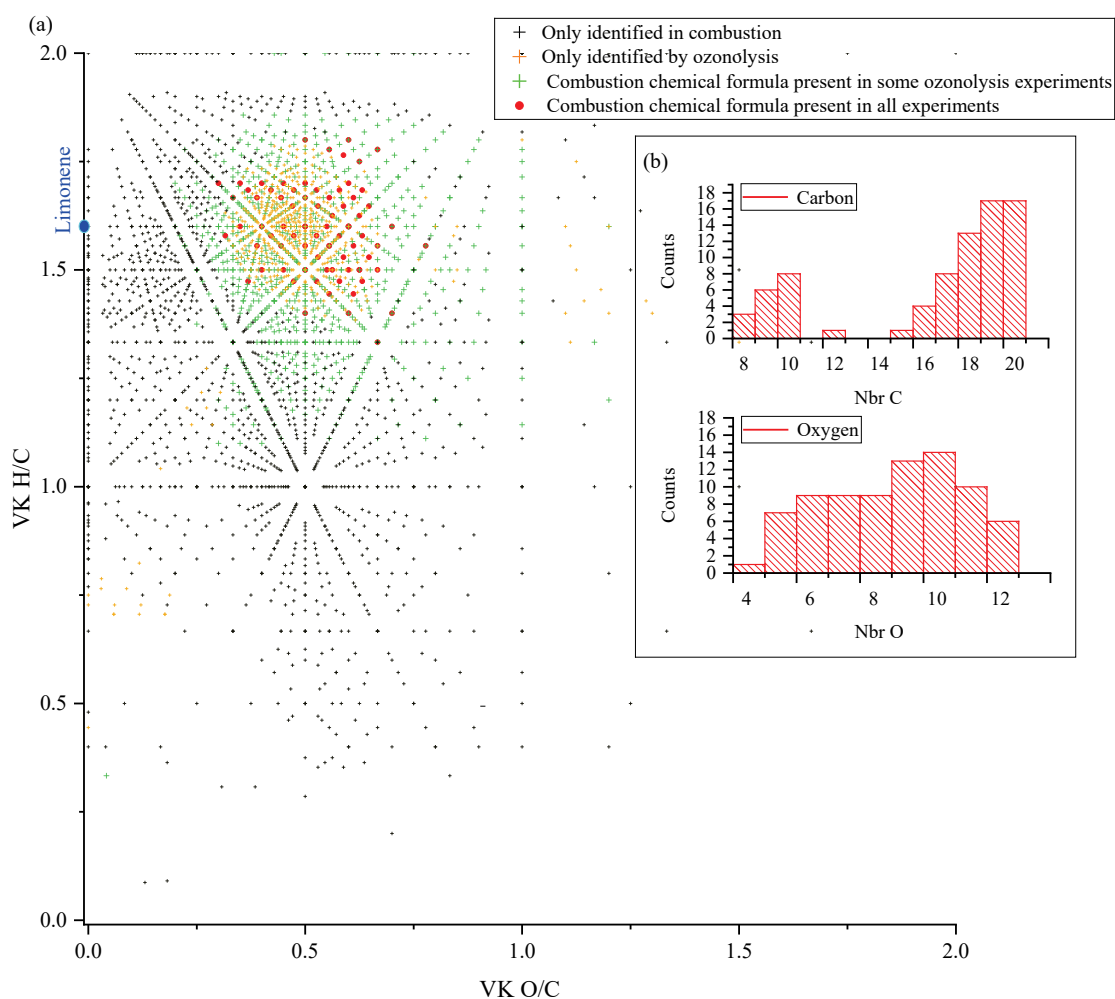 (a)
Only identified in combustion
Only identified by ozonolysis
Combustion chemical formula present in some ozonolysis experiments
Combustion chemical formula present in all experiments
2.0
1.5
1.0
0.5
0.0
VK H/C
Limonene
0.0 0.5 1.0 1.5 2.0
VK O/C
(b)
Carbon
18
16
14
12
10
8
6
4
2
0
Counts
8 10 12 14 16 18 20
Nbr C
Oxygen
18
16
14
12
10
8
6
4
2
0
Counts
4 6 8 10 12
Nbr O